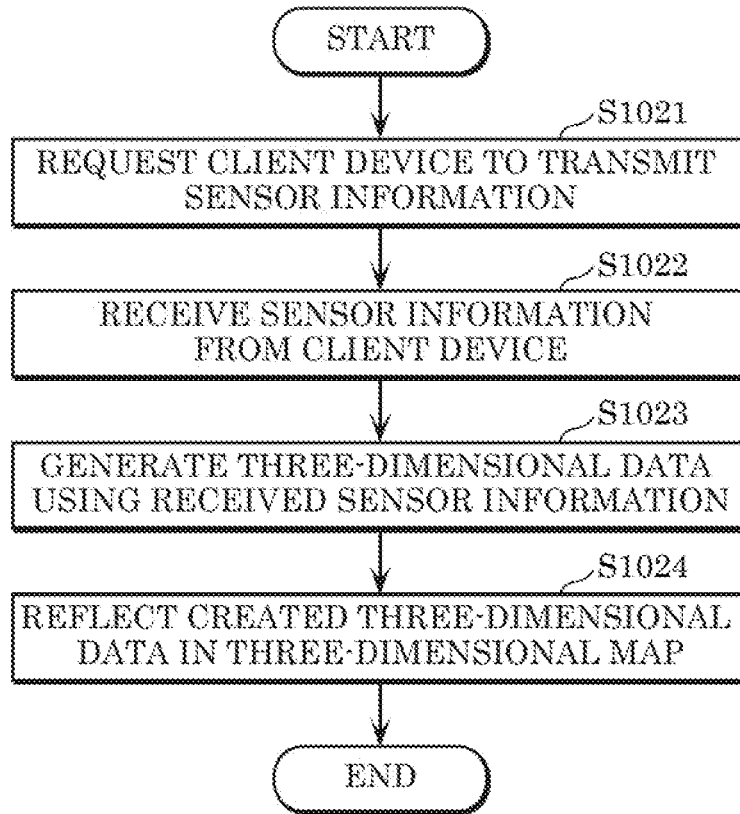 START
S1021
REQUEST CLIENT DEVICE TO TRANSMIT
SENSOR INFORMATION
S1022
RECEIVE SENSOR INFORMATION
FROM CLIENT DEVICE
S1023
GENERATE THREE-DIMENSIONAL DATA
USING RECEIVED SENSOR INFORMATION
S1024
REFLECT CREATED THREE-DIMENSIONAL
DATA IN THREE-DIMENSIONAL MAP
END